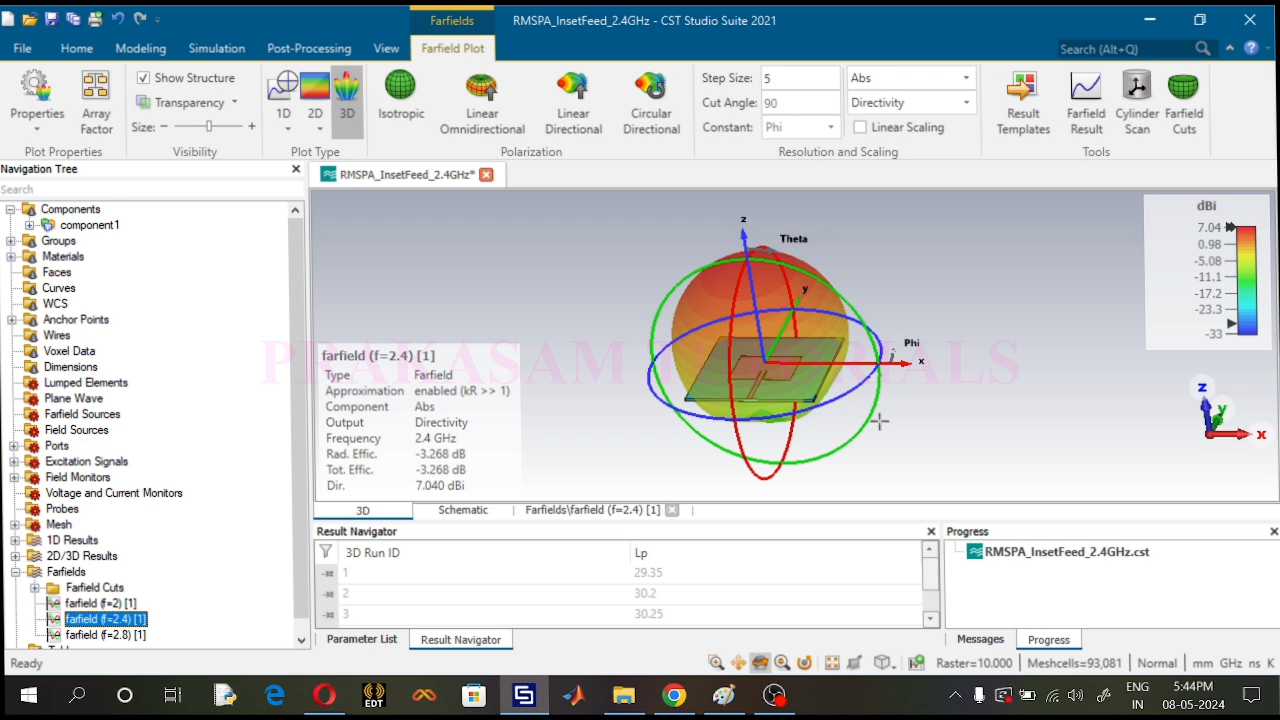 Farfields
RMSPA_InsetFeed_2.4GHz - CST Studio Suite 2021
File Home Modeling Simulation Post-Processing View Farfield Plot
Search (Alt+Q)
Properties
Array Factor
Plot Properties
Show Structure
Transparency
Size:
Visibility
1D 2D 3D
Plot Type
Isotropic
Linear Omnidirectional
Linear Directional
Circular Directional
Polarization
Step Size: 5 Abs
Cut Angle: 90 Directivity
Constant: Phi Linear Scaling
Resolution and Scaling
Result Templates
Farfield Result
Cylinder Scan
Farfield Cuts
Tools
Navigation Tree
Search
Components
component1
Groups
Materials
Faces
Curves
WCS
Anchor Points
Wires
Voxel Data
Dimensions
Lumped Elements
Plane Wave
Farfield Sources
Field Sources
Ports
Excitation Signals
Field Monitors
Voltage and Current Monitors
Probes
Mesh
1D Results
2D/3D Results
Farfields
Farfield Cuts
farfield (f=2) [1]
farfield (f=2.4) [1]
farfield (f=2.8) [1]
RMSPA_InsetFeed_2.4GHz*
z
Theta
y
Phi
x
dBi
7.04
0.98
-5.08
-11.1
-17.2
-23.3
-33
z
y
x
farfield (f=2.4) [1]
Type Farfield
Approximation enabled (kR >> 1)
Component Abs
Output Directivity
Frequency 2.4 GHz
Rad. Effic. -3.268 dB
Tot. Effic. -3.268 dB
Dir. 7.040 dBi
3D Schematic Farfields\farfield (f=2.4) [1]
Result Navigator
3D Run ID Lp
1 29.35
2 30.2
3 30.25
Parameter List Result Navigator
Progress
RMSPA_InsetFeed_2.4GHz.cst
Messages Progress
Ready
Raster=10.000 Meshcells=93,081 Normal mm GHz ns K
EDT
ENG
IN
5:44PM
08-05-2024